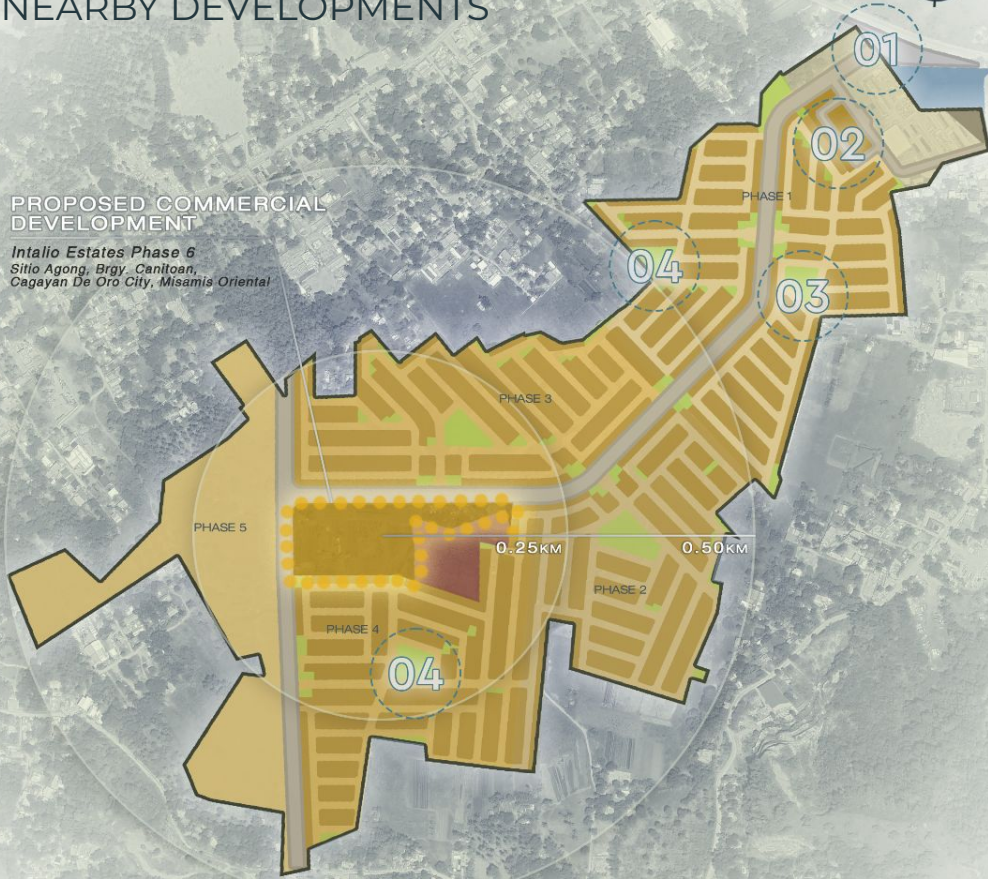 NEARBY DEVELOPMENTS
01
02
PROPOSED COMMERCIAL
DEVELOPMENT
Intalio Estates Phase 6
Sitio Agong, Brgy. Canitoan,
Cagayan De Oro City, Misamis Oriental
PHASE 1
04
03
PHASE 3
PHASE 5
0.25KM
0.50KM
PHASE 2
PHASE 4
04